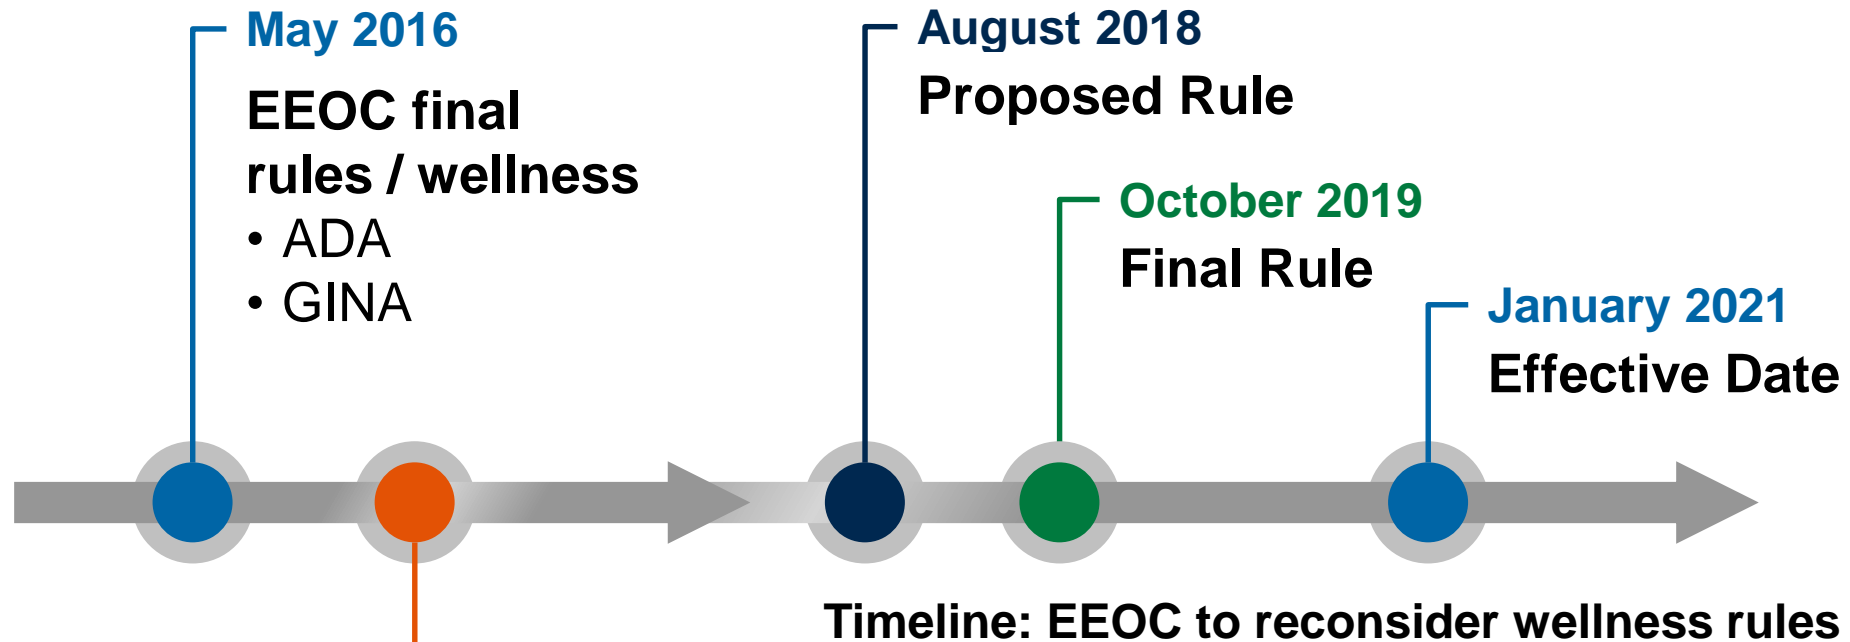 May 2016
EEOC final
rules / wellness
• ADA
• GINA
August 2018
Proposed Rule
October 2019
Final Rule
January 2021
Effective Date
Timeline: EEOC to reconsider wellness rules